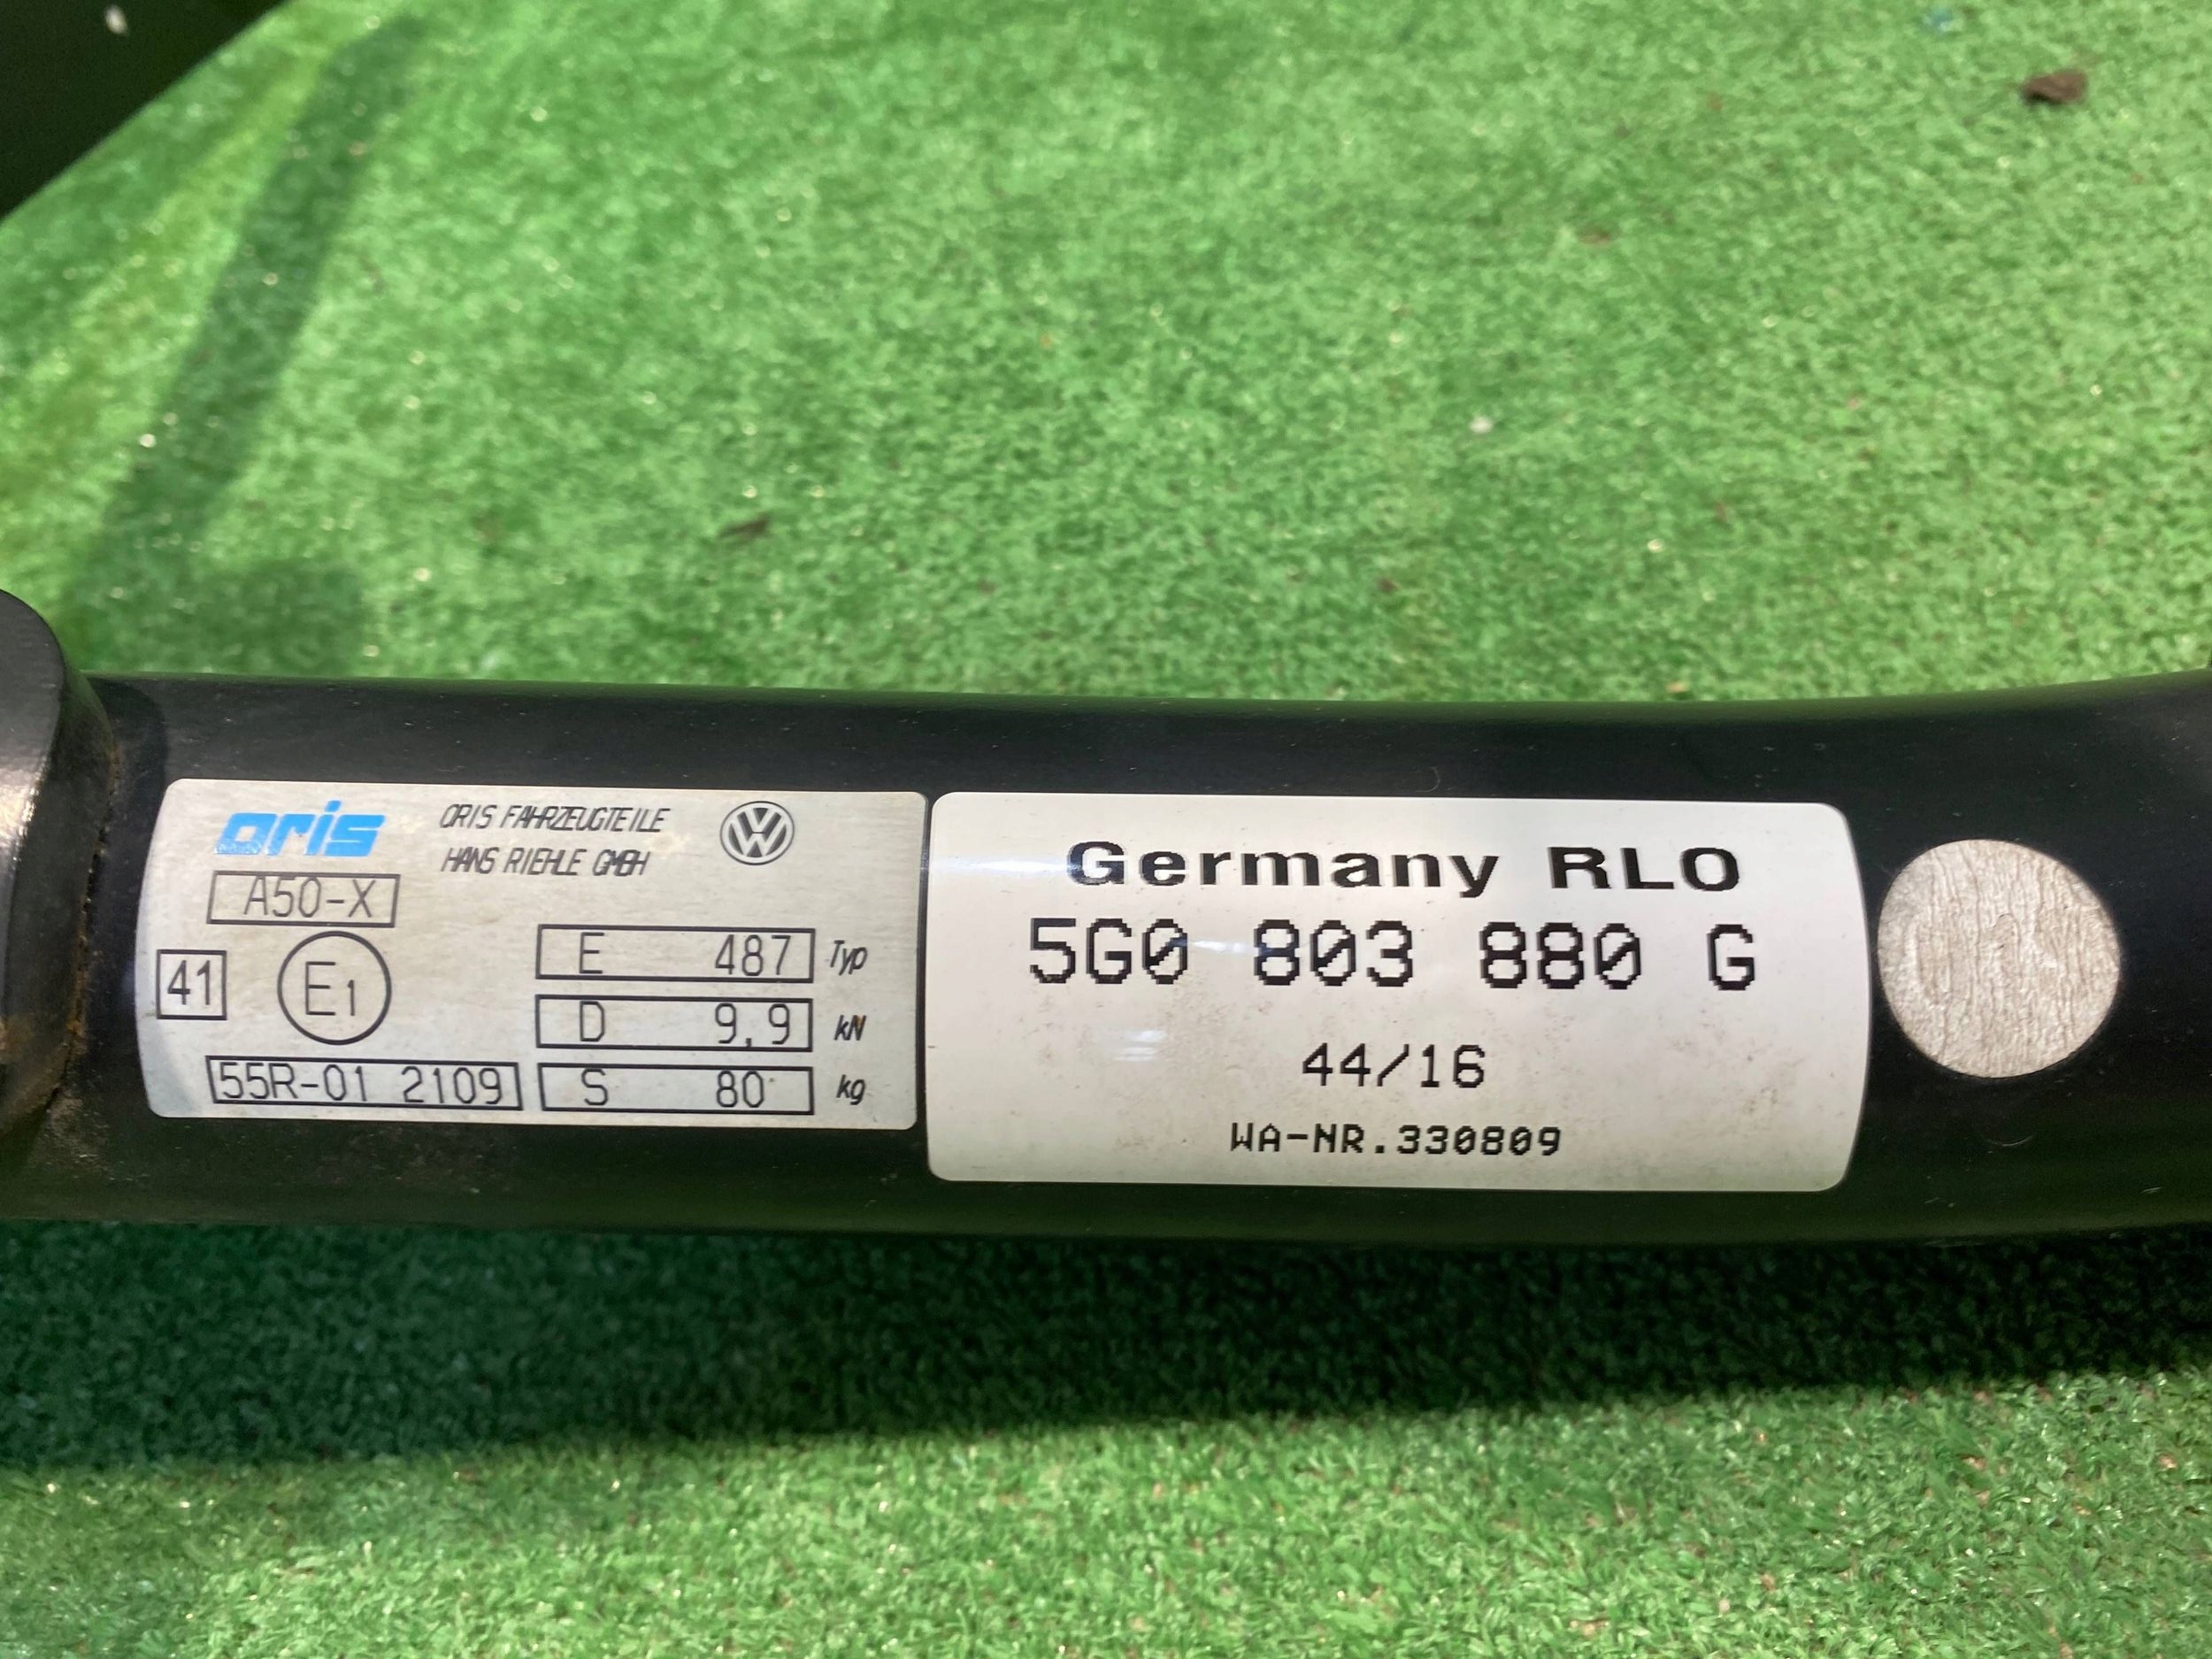 oris
ORIS FAHRZEUGTEILE
HANS RIEHLE GMBH
A50-X
41
E1
55R-01 2109
E 487 Typ
D 9,9 kN
S 80 kg
Germany RLO
5G0 803 880 G
44/16
WA-NR.330809